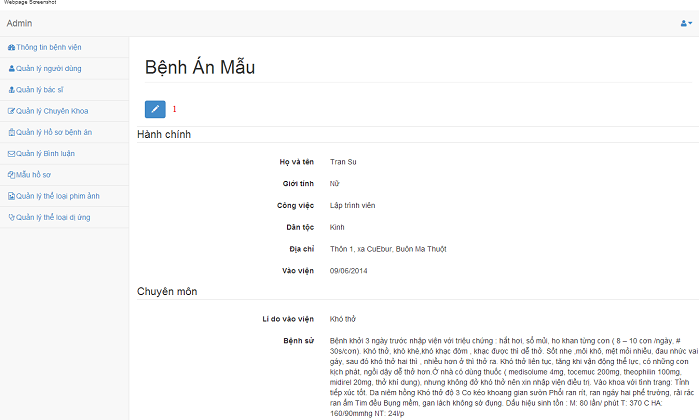 Webpage Screenshot
Admin
Thông tin bệnh viện
Quản lý người dùng
Quản lý bác sĩ
Quản lý Chuyên Khoa
Quản lý Hồ sơ bệnh án
Quản lý Bình luận
Mẫu hồ sơ
Quản lý thể loại phim ảnh
Quản lý thể loại dị ứng
Bệnh Án Mẫu
1
Hành chính
Họ và tên Tran Su
Giới tính Nữ
Công việc Lập trình viên
Dân tộc Kinh
Địa chỉ Thôn 1, xa CuEbur, Buôn Ma Thuột
Vào viện 09/06/2014
Chuyên môn
Lí do vào viện Khó thở
Bệnh sử Bệnh khởi 3 ngày trước nhập viện với triệu chứng : hắt hơi, sổ mũi, ho khan từng cơn ( 8 – 10 cơn /ngày, #
30s/cơn). Khó thở, khò khè,khó khạc đờm , khạc được thì dễ thở. Sốt nhẹ ,môi khô, mệt mỏi nhiều, đau nhức vai
gáy, sau đó khó thở hai thì , nhiều hơn ở thì thở ra. Khó thở liên tục, tăng khi vận động thể lực, có những cơn
kịch phát, ngồi dậy dễ thở hơn.Ở nhà có dùng thuốc ( medisolume 4mg, tocemuc 200mg, theophilin 100mg,
midirel 20mg, thở khí dung), nhưng không đỡ khó thở nên xin nhập viện điều trị. Vào khoa với tình trạng: Tỉnh
tiếp xúc tốt. Da niêm hồng Khó thở độ 3 Co kéo khoang gian sườn Phổi ran rít, ran ngáy hai phế trường, rải rác
ran ẩm Tim đều Bụng mềm, gan lách không sờ đụng. Dấu hiệu sinh tồn : M: 80 lần/ phút T: 370 C HA:
160/90mmhg NT: 24l/p